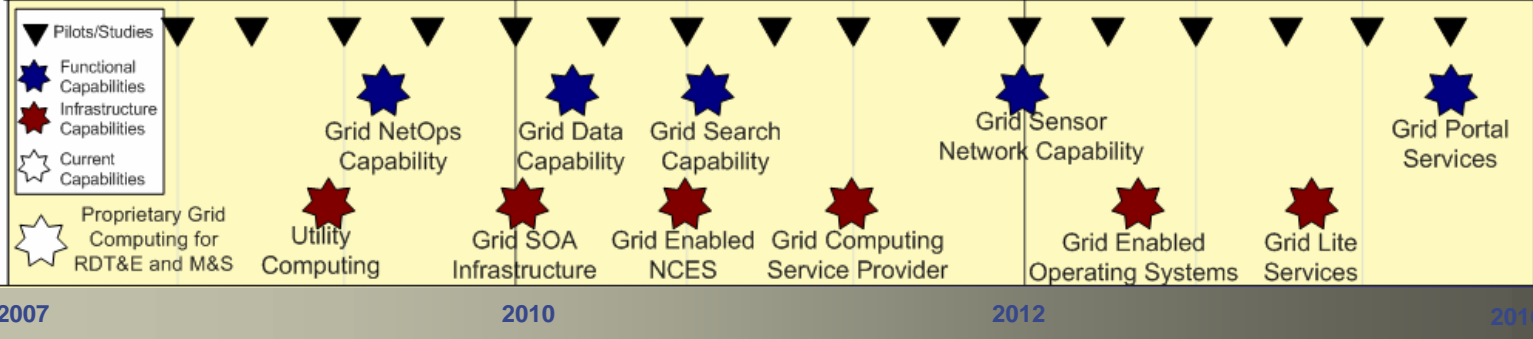 Pilots/Studies
Functional
Capabilities
Infrastructure
Capabilities
Current
Capabilities
Grid NetOps
Capability
Grid Data
Capability
Grid Search
Capability
Grid Sensor
Network Capability
Grid Portal
Services
Proprietary Grid
Computing for
RDT&E and M&S
Utility
Computing
Grid SOA
Infrastructure
Grid Enabled
NCES
Grid Computing
Service Provider
Grid Enabled
Operating Systems
Grid Lite
Services
2007
2010
2012